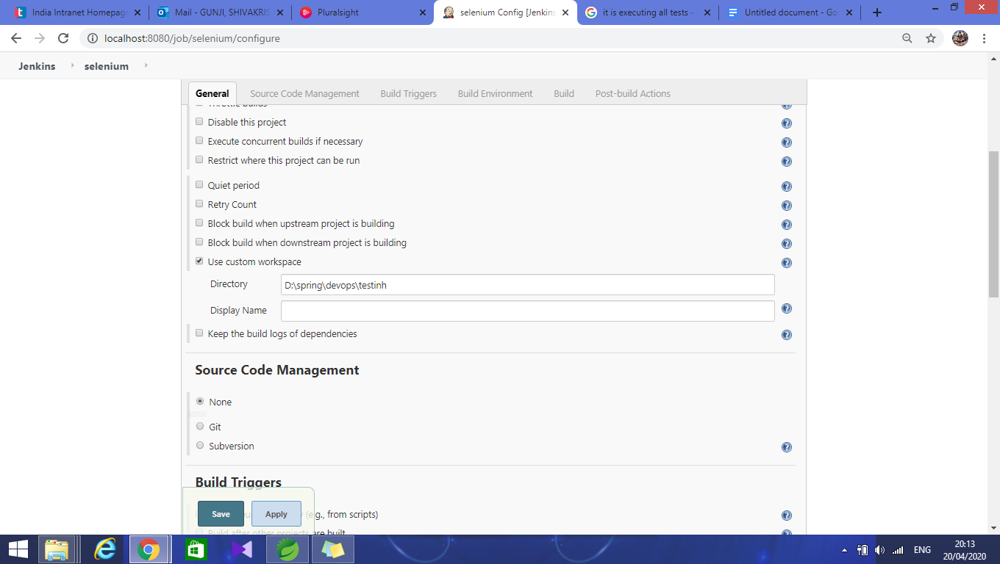 India Intranet Homepag
Mail - GUNJI, SHIVAKRIS
Pluralsight
selenium Config [Jenkins
it is executing all tests -
Untitled document - Go
localhost:8080/job/selenium/configure
Jenkins
selenium
General
Source Code Management
Build Triggers
Build Environment
Build
Post-build Actions
Throttle builds
Disable this project
Execute concurrent builds if necessary
Restrict where this project can be run
Quiet period
Retry Count
Block build when upstream project is building
Block build when downstream project is building
Use custom workspace
Directory
D:\spring\devops\testinh
Display Name
Keep the build logs of dependencies
Source Code Management
None
Git
Subversion
Build Triggers
Save
Apply
(e.g., from scripts)
Build after other projects are built
ENG
20:13
20/04/2020